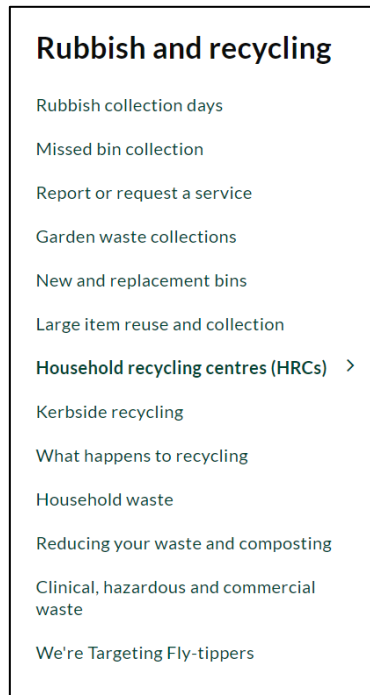 Rubbish and recycling
Rubbish collection days
Missed bin collection
Report or request a service
Garden waste collections
New and replacement bins
Large item reuse and collection
Household recycling centres (HRCs)
Kerbside recycling
What happens to recycling
Household waste
Reducing your waste and composting
Clinical, hazardous and commercial
waste
We're Targeting Fly-tippers